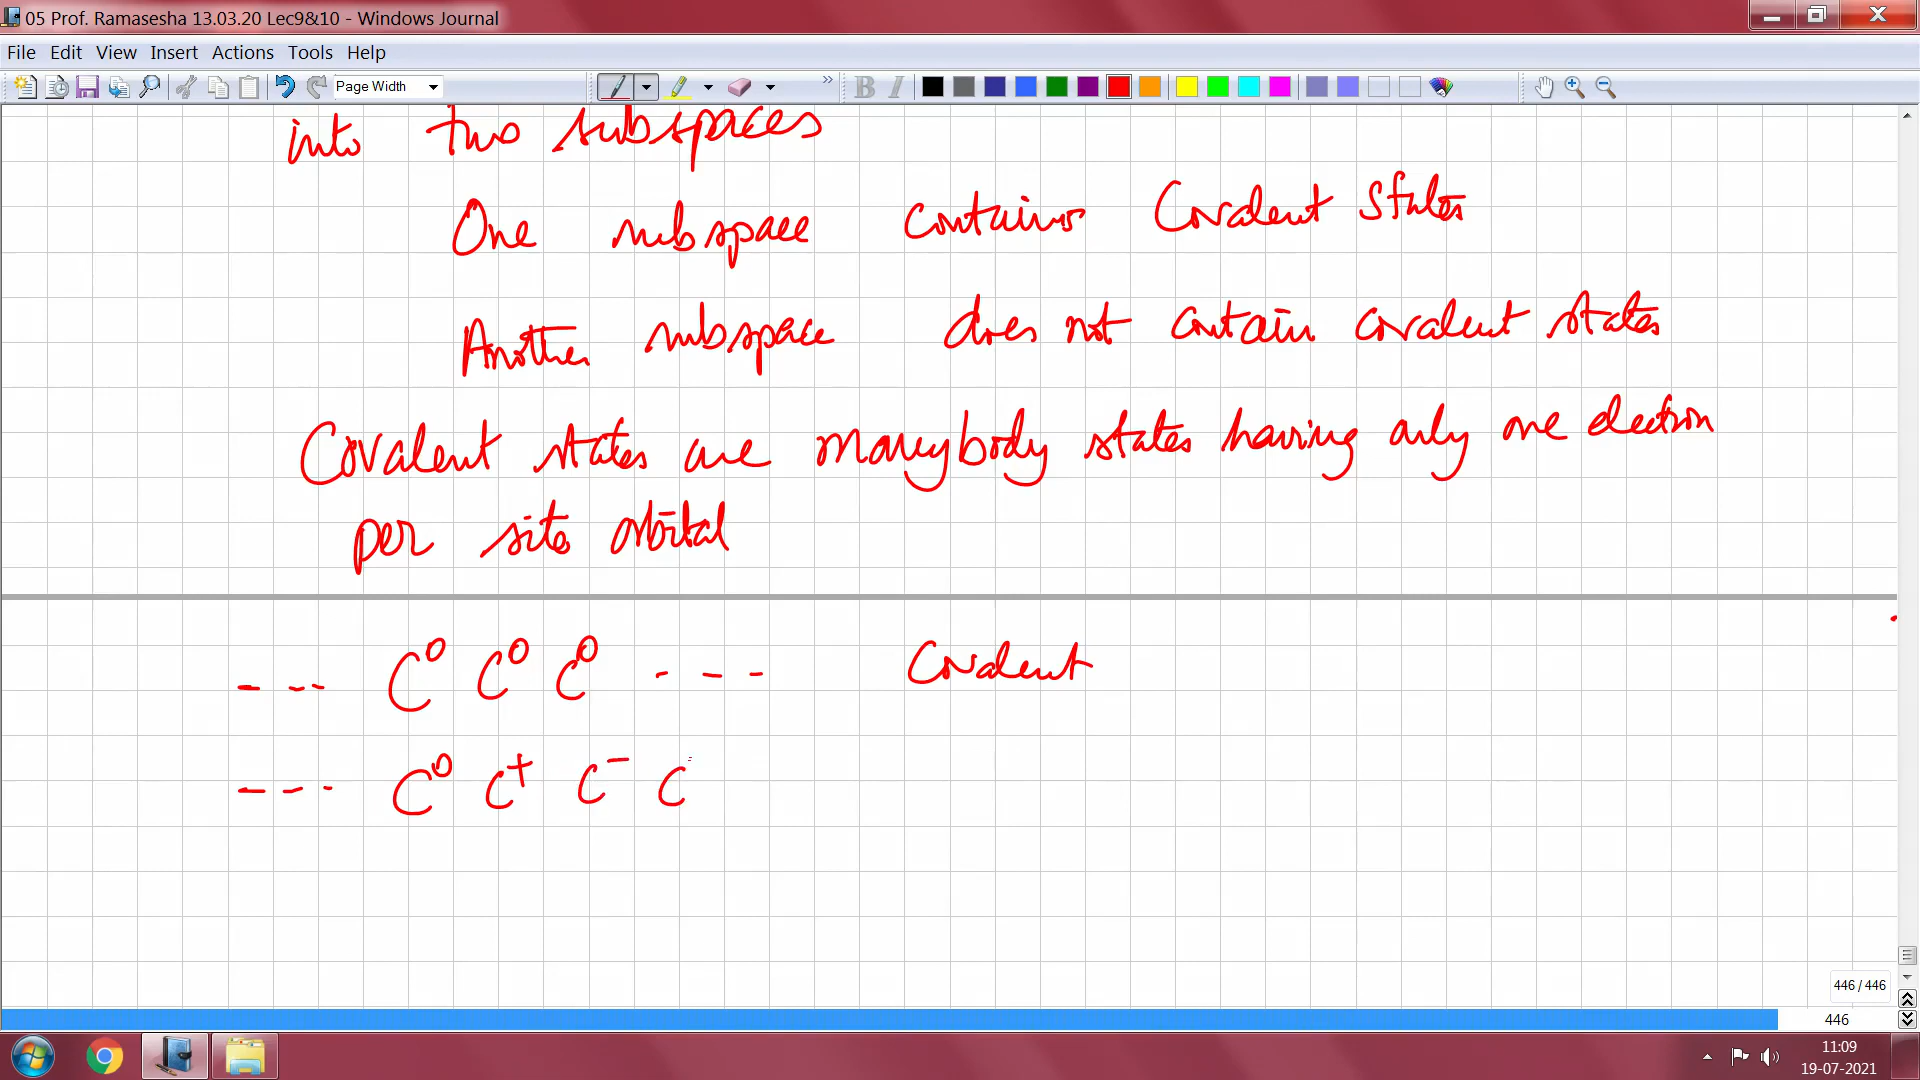 05 Prof. Ramasesha 13.03.20 Lec9&10 - Windows Journal
File Edit View Insert Actions Tools Help
Page Width
B I
into two subspaces
One subspace contains Covalent States
Another subspace does not contain covalent states
Covalent states are manybody states having only one electron
per site orbital
--- C⁰ C⁰ C⁰ --- Covalent
--- C⁰ C⁺ C⁻ C
446 / 446
446
11:09
19-07-2021